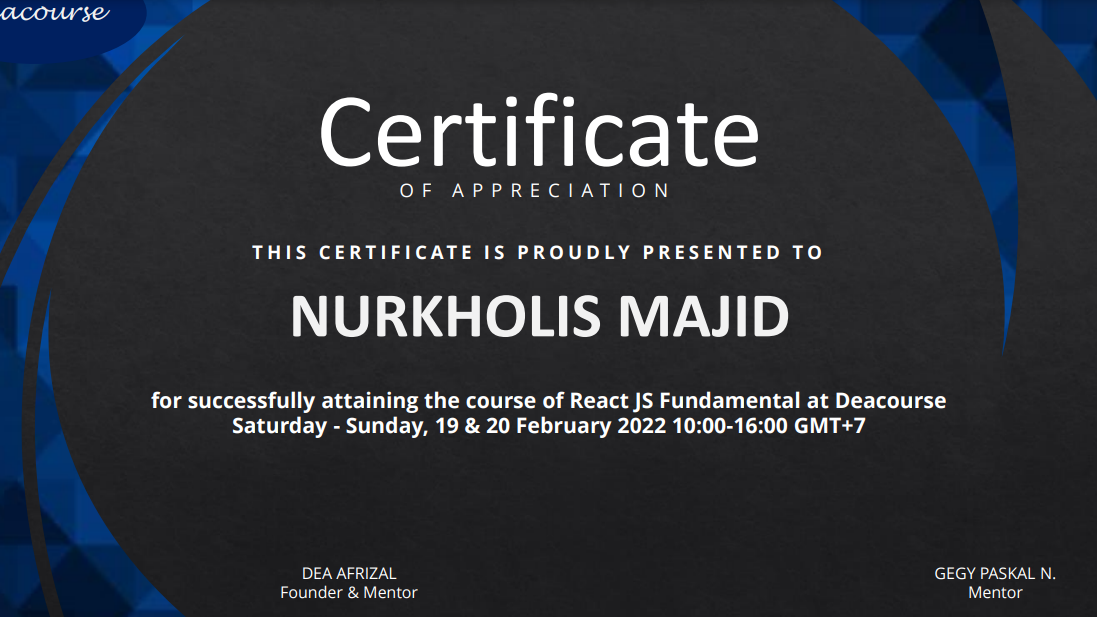 acourse
Certificate
OF APPRECIATION
THIS CERTIFICATE IS PROUDLY PRESENTED TO
NURKHOLIS MAJID
for successfully attaining the course of React JS Fundamental at Deacourse
Saturday - Sunday, 19 & 20 February 2022 10:00-16:00 GMT+7
DEA AFRIZAL
Founder & Mentor
GEGY PASKAL N.
Mentor